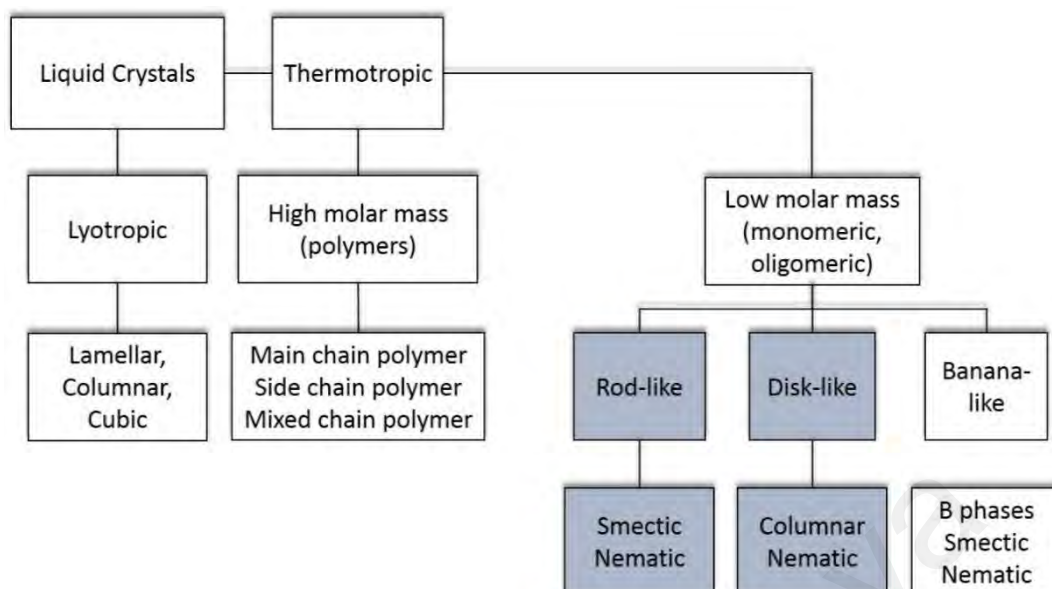 Liquid Crystals
Thermotropic
Lyotropic
High molar mass
(polymers)
Low molar mass
(monomeric,
oligomeric)
Lamellar,
Columnar,
Cubic
Main chain polymer
Side chain polymer
Mixed chain polymer
Rod-like
Disk-like
Banana-
like
Smectic
Nematic
Columnar
Nematic
B phases
Smectic
Nematic